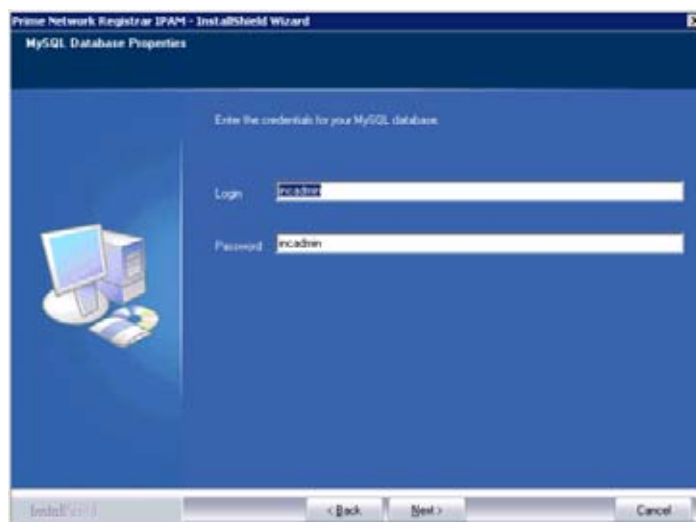 Prime Network Registrar IPAM - InstallShield Wizard
MySQL Database Properties
Enter the credentials for your MySQL database
Login incadmin
Password incadmin
InstallShield
< Back Next > Cancel